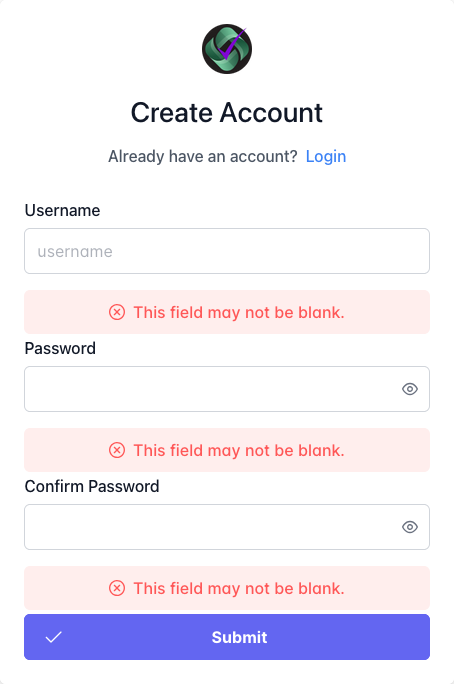 Create Account
Already have an account? Login
Username
username
This field may not be blank.
Password
This field may not be blank.
Confirm Password
This field may not be blank.
Submit